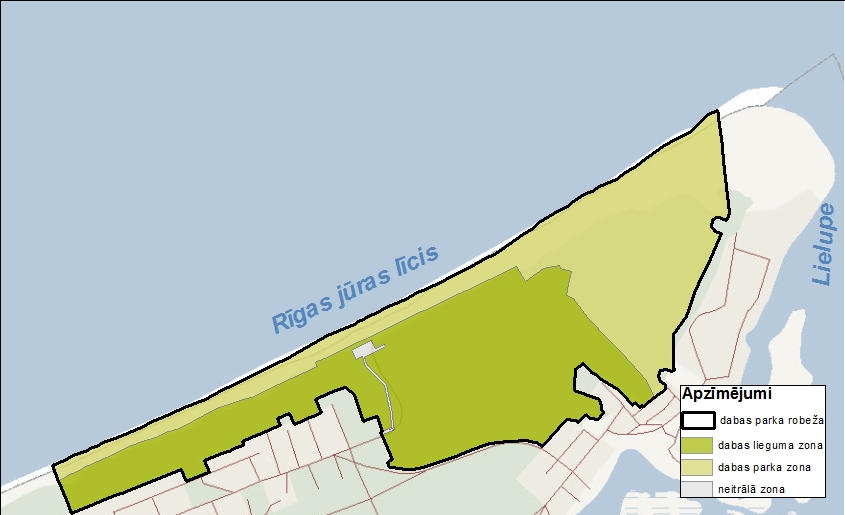 Rīgas jūras līcis
Lielupe
Apzīmējumi
dabas parka robeža
dabas lieguma zona
dabas parka zona
neitrālā zona